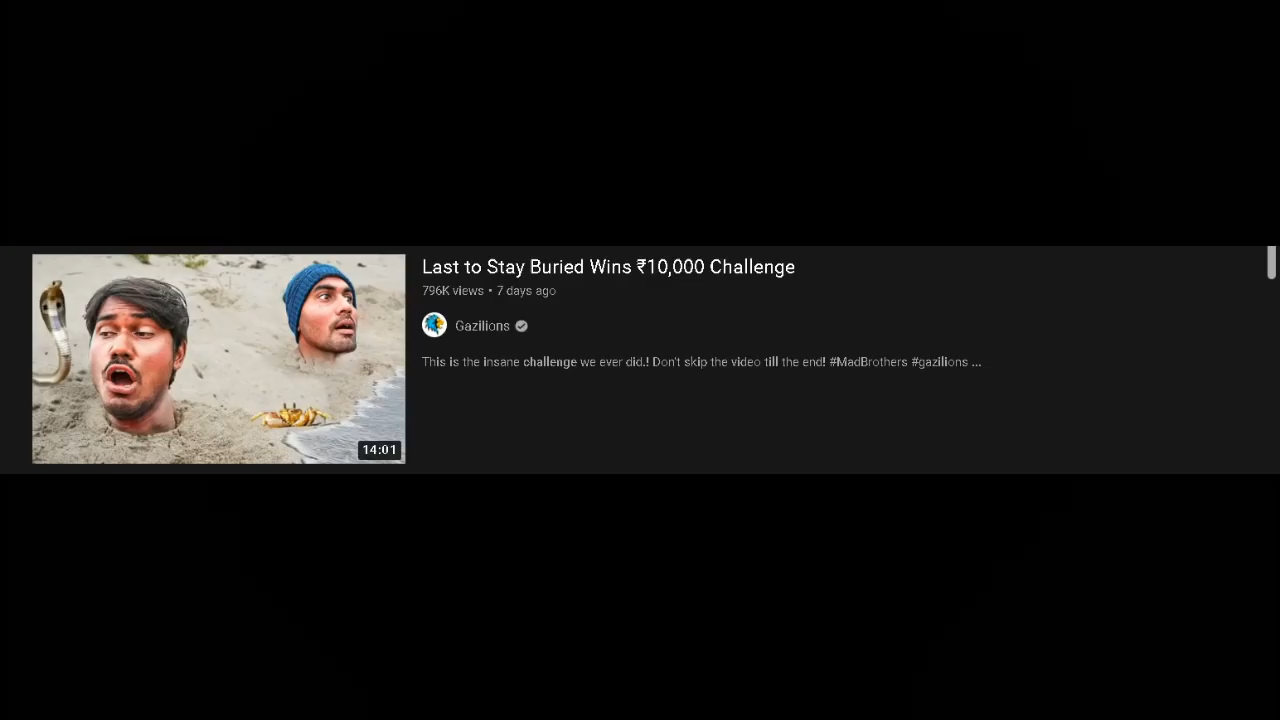 Last to Stay Buried Wins ₹10,000 Challenge
796K views • 7 days ago
Gazilions
This is the insane challenge we ever did.! Don't skip the video till the end! #MadBrothers #gazilions ...
14:01